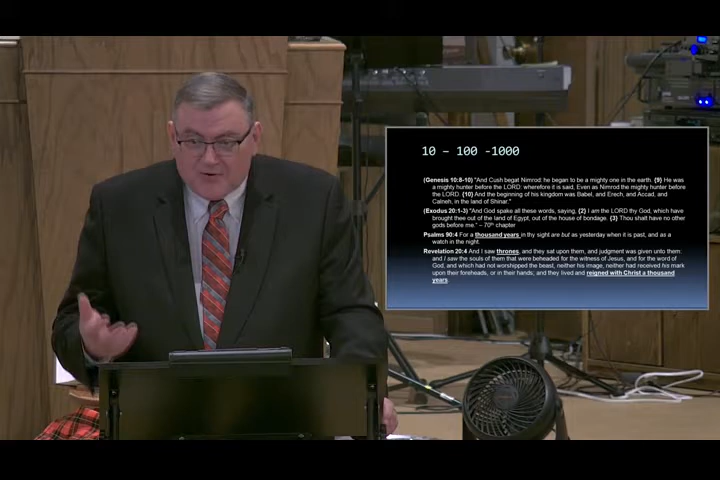 10 – 100 -1000
(Genesis 10:8-10) "And Cush begat Nimrod: he began to be a mighty one in the earth. {9} He was
a mighty hunter before the LORD: wherefore it is said, Even as Nimrod the mighty hunter before
the LORD. {10} And the beginning of his kingdom was Babel, and Erech, and Accad, and
Calneh, in the land of Shinar."
(Exodus 20:1-3) "And God spake all these words, saying, {2} I am the LORD thy God, which have
brought thee out of the land of Egypt, out of the house of bondage. {3} Thou shalt have no other
gods before me." – 70th chapter
Psalms 90:4 For a thousand years in thy sight are but as yesterday when it is past, and as a
watch in the night.
Revelation 20:4 And I saw thrones, and they sat upon them, and judgment was given unto them:
and I saw the souls of them that were beheaded for the witness of Jesus, and for the word of
God, and which had not worshipped the beast, neither his image, neither had received his mark
upon their foreheads, or in their hands; and they lived and reigned with Christ a thousand
years.